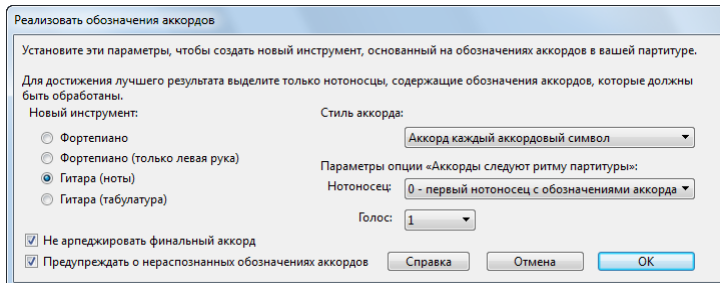 Реализовать обозначения аккордов
Установите эти параметры, чтобы создать новый инструмент, основанный на обозначениях аккордов в вашей партитуре.
Для достижения лучшего результата выделите только нотоносцы, содержащие обозначения аккордов, которые должны
быть обработаны.
Новый инструмент:
Фортепиано
Фортепиано (только левая рука)
Гитара (ноты)
Гитара (табулатура)
Стиль аккорда:
Аккорд каждый аккордовый символ
Параметры опции «Аккорды следуют ритму партитуры»:
Нотоносец: 0 - первый нотоносец с обозначениями аккорда
Голос: 1
Не арпеджировать финальный аккорд
Предупреждать о нераспознанных обозначениях аккордов
Справка Отмена OK